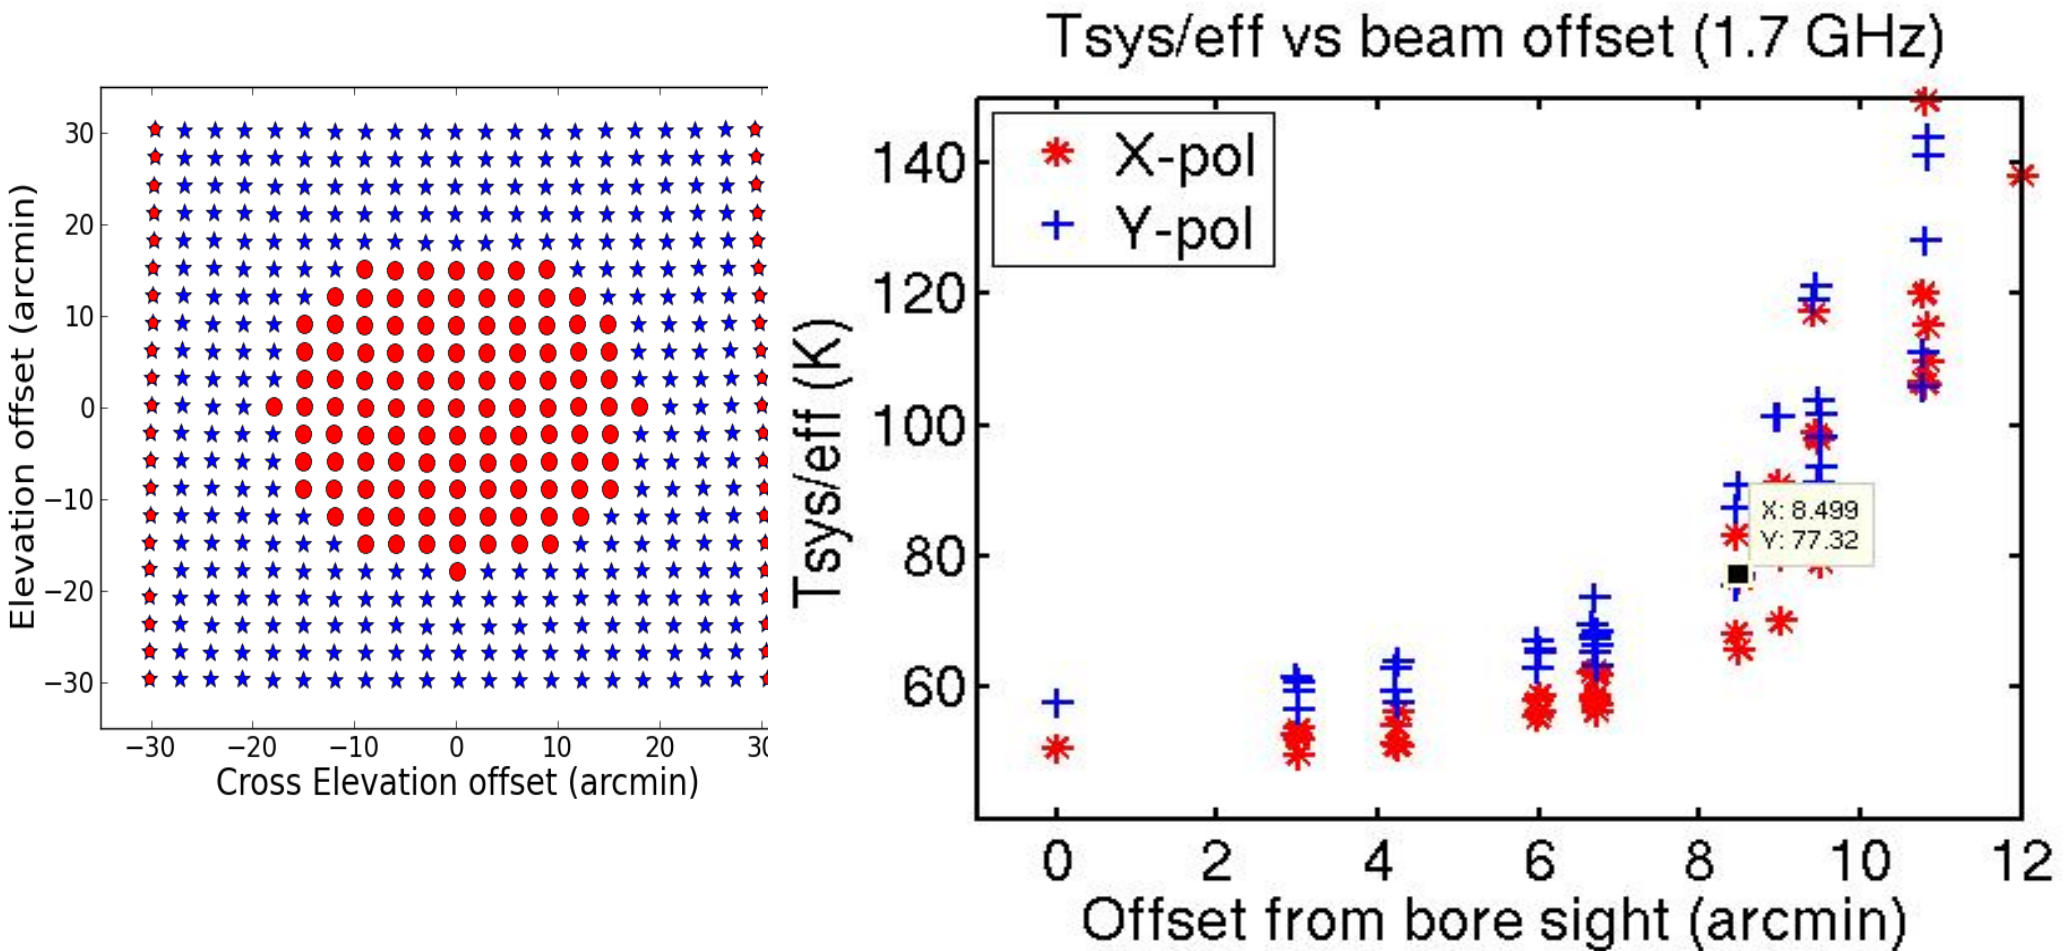 Tsys/eff vs beam offset (1.7 GHz)
Elevation offset (arcmin)
30
20
10
0
−10
−20
−30
−30
−20
−10
0
10
20
30
Cross Elevation offset (arcmin)
Tsys/eff (K)
140
120
100
80
60
X-pol
Y-pol
X: 8.499
Y: 77.32
0
2
4
6
8
10
12
Offset from bore sight (arcmin)